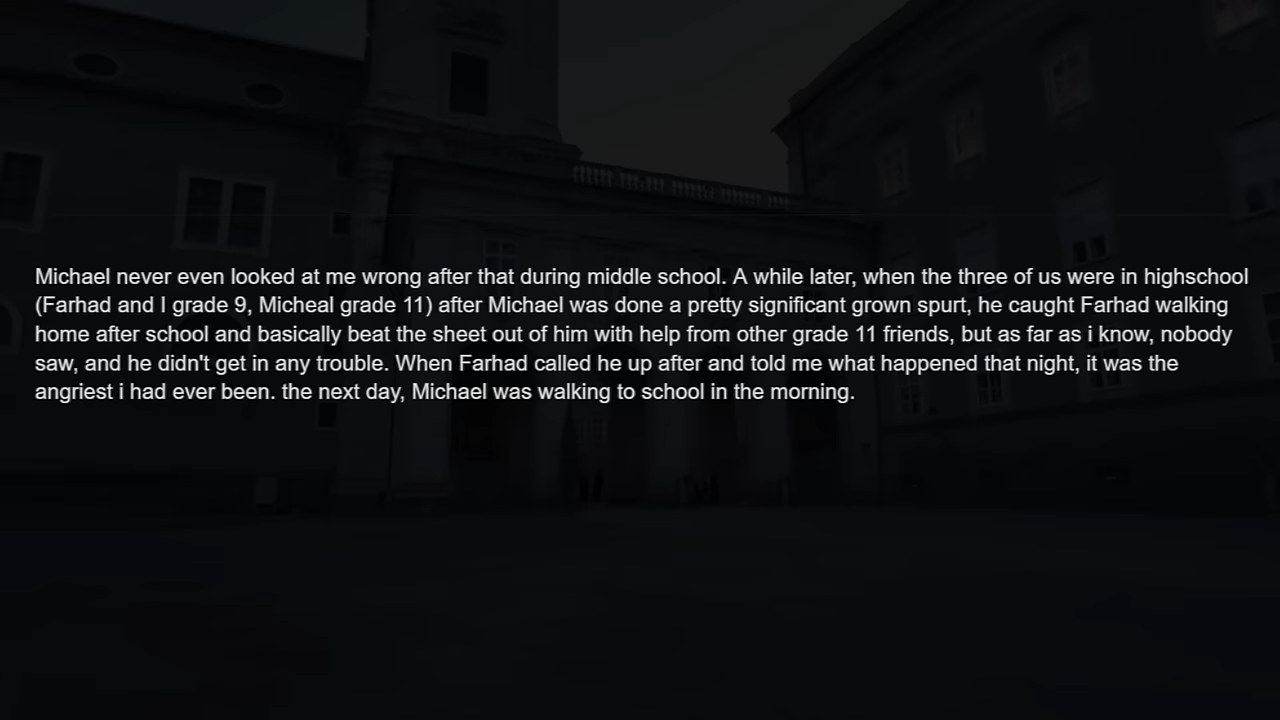 Michael never even looked at me wrong after that during middle school. A while later, when the three of us were in highschool
(Farhad and I grade 9, Micheal grade 11) after Michael was done a pretty significant grown spurt, he caught Farhad walking
home after school and basically beat the sheet out of him with help from other grade 11 friends, but as far as i know, nobody
saw, and he didn't get in any trouble. When Farhad called he up after and told me what happened that night, it was the
angriest i had ever been. the next day, Michael was walking to school in the morning.